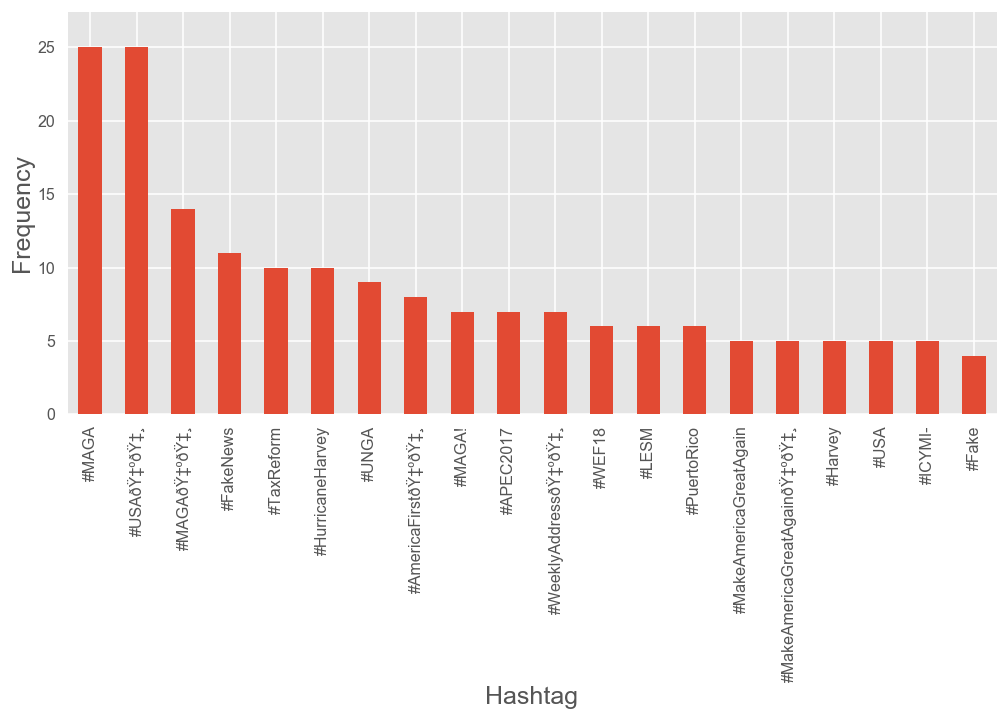 Frequency
25
20
15
10
5
0
#MAGA
#USAðŸ‡ºðŸ‡¸
#MAGAðŸ‡ºðŸ‡¸
#FakeNews
#TaxReform
#HurricaneHarvey
#UNGA
#AmericaFirstðŸ‡ºðŸ‡¸
#MAGA!
#APEC2017
#WeeklyAddressðŸ‡ºðŸ‡¸
#WEF18
#LESM
#PuertoRico
#MakeAmericaGreatAgain
#MakeAmericaGreatAgainðŸ‡ºðŸ‡¸
#Harvey
#USA
#ICYMI-
#Fake
Hashtag